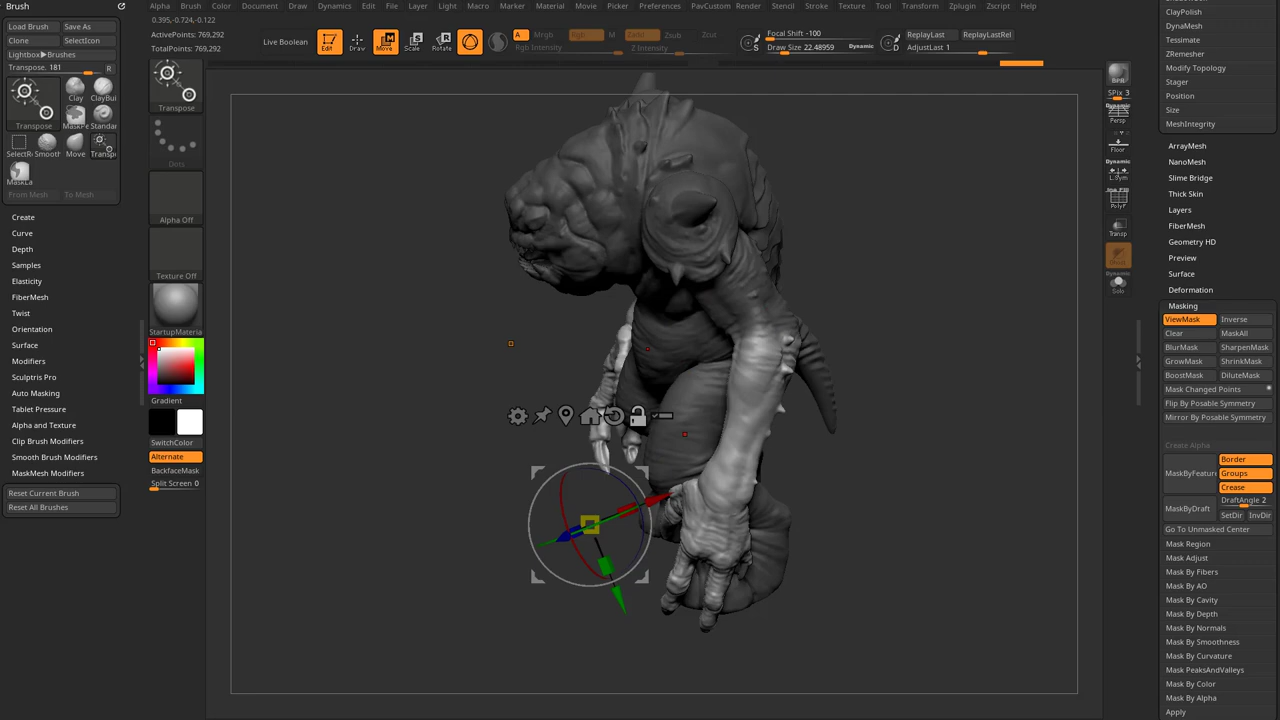 Brush
Alpha Brush Color Document Draw Dynamics Edit File Layer Light Macro Marker Material Movie Picker Preferences PavCustom Render Stencil Stroke Texture Tool Transform Zplugin Zscript Help
0.395,-0.724,-0.122
Load Brush Save As
Clone SelectIcon
Lightbox▶Brushes
Transpose. 181 R
Transpose
Clay
ClayBui
Standar
Smooth
Move
Transp
MaskLa
From Mesh To Mesh
Create
Curve
Depth
Samples
Elasticity
FiberMesh
Twist
Orientation
Surface
Modifiers
Sculptris Pro
Auto Masking
Tablet Pressure
Alpha and Texture
Clip Brush Modifiers
Smooth Brush Modifiers
MaskMesh Modifiers
Reset Current Brush
Reset All Brushes
ActivePoints: 769,292
TotalPoints: 769,292
Live Boolean
Edit
Draw
Move
Scale
Rotate
A Mrgb Rgb M Zadd Zsub Zcut
Rgb Intensity Z Intensity
S
Focal Shift -100
Draw Size 22.48959 Dynamic
D
ReplayLast ReplayLastRel
AdjustLast 1
Transpose
Dots
Alpha Off
Texture Off
StartupMateria
Gradient
SwitchColor
Alternate
BackfaceMask
Split Screen 0
BPR
SPix 3
Dynamic
Persp
Floor
Dynamic
L.Sym
PolyF
Transp
Dynamic
Solo
ClayPolish
DynaMesh
Tessimate
ZRemesher
Modify Topology
Stager
Position
Size
MeshIntegrity
ArrayMesh
NanoMesh
Slime Bridge
Thick Skin
Layers
FiberMesh
Geometry HD
Preview
Surface
Deformation
Masking
ViewMask Inverse
Clear MaskAll
BlurMask SharpenMask
GrowMask ShrinkMask
BoostMask DiluteMask
Mask Changed Points
Flip By Posable Symmetry
Mirror By Posable Symmetry
Create Alpha
MaskByFeature
Border
Groups
Crease
MaskByDraft
DraftAngle 2
SetDir InvDir
Go To Unmasked Center
Mask Region
Mask Adjust
Mask By Fibers
Mask By AO
Mask By Cavity
Mask By Depth
Mask By Normals
Mask By Smoothness
Mask By Curvature
Mask PeaksAndValleys
Mask By Color
Mask By Alpha
Apply